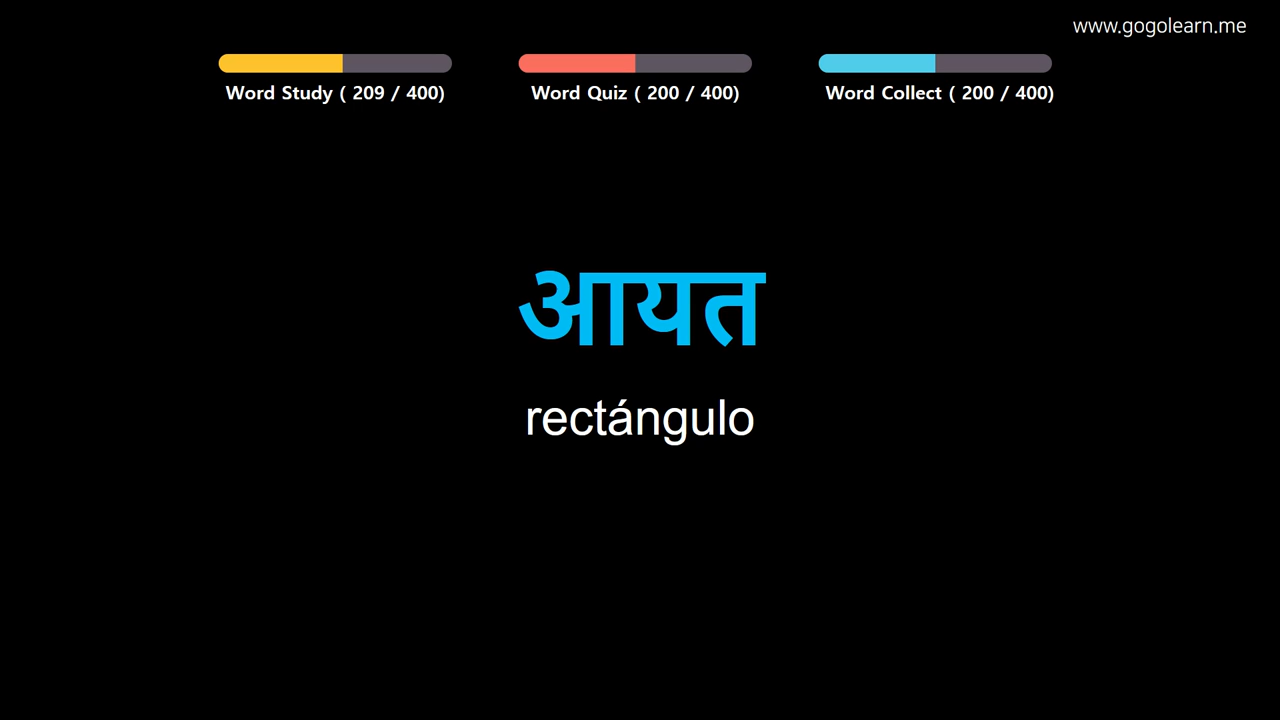 www.gogolearn.me
Word Study ( 209 / 400)
Word Quiz ( 200 / 400)
Word Collect ( 200 / 400)
आयत
rectángulo